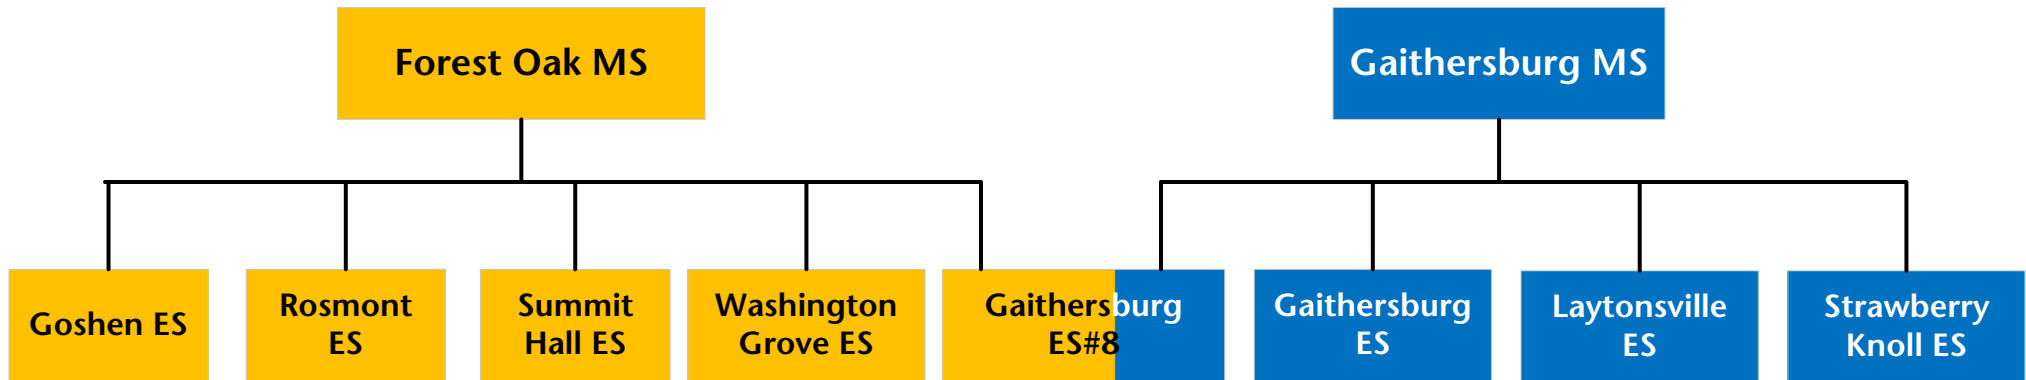 Forest Oak MS
Gaithersburg MS
Goshen ES
Rosmont
ES
Summit
Hall ES
Washington
Grove ES
Gaithersburg
ES#8
Gaithersburg
ES
Laytonsville
ES
Strawberry
Knoll ES